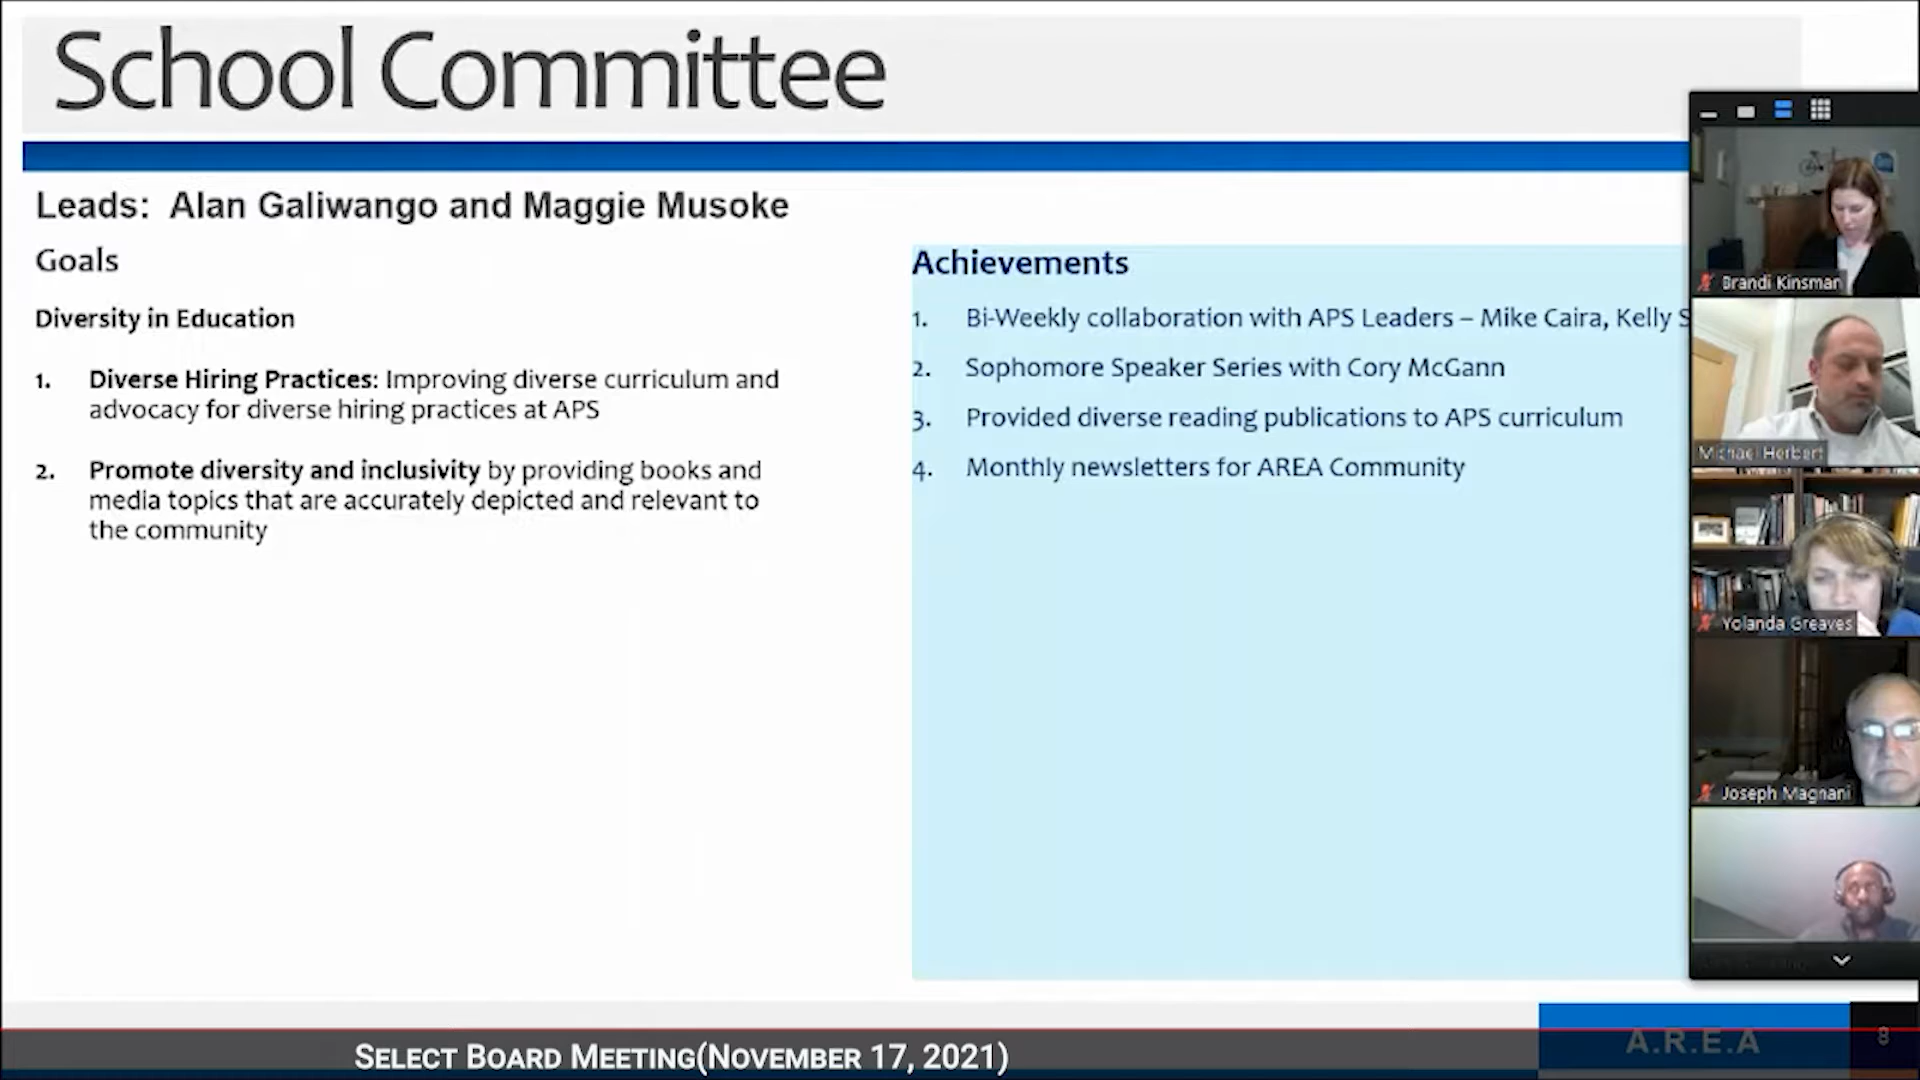 School Committee
Leads: Alan Galiwango and Maggie Musoke
Goals
Diversity in Education
1. Diverse Hiring Practices: Improving diverse curriculum and
advocacy for diverse hiring practices at APS
2. Promote diversity and inclusivity by providing books and
media topics that are accurately depicted and relevant to
the community
Achievements
1. Bi-Weekly collaboration with APS Leaders – Mike Caira, Kelly S
2. Sophomore Speaker Series with Cory McGann
3. Provided diverse reading publications to APS curriculum
4. Monthly newsletters for AREA Community
Brandi Kinsman
Michael Herbert
Yolanda Greaves
Joseph Magnani
A.R.E.A
8
SELECT BOARD MEETING(NOVEMBER 17, 2021)